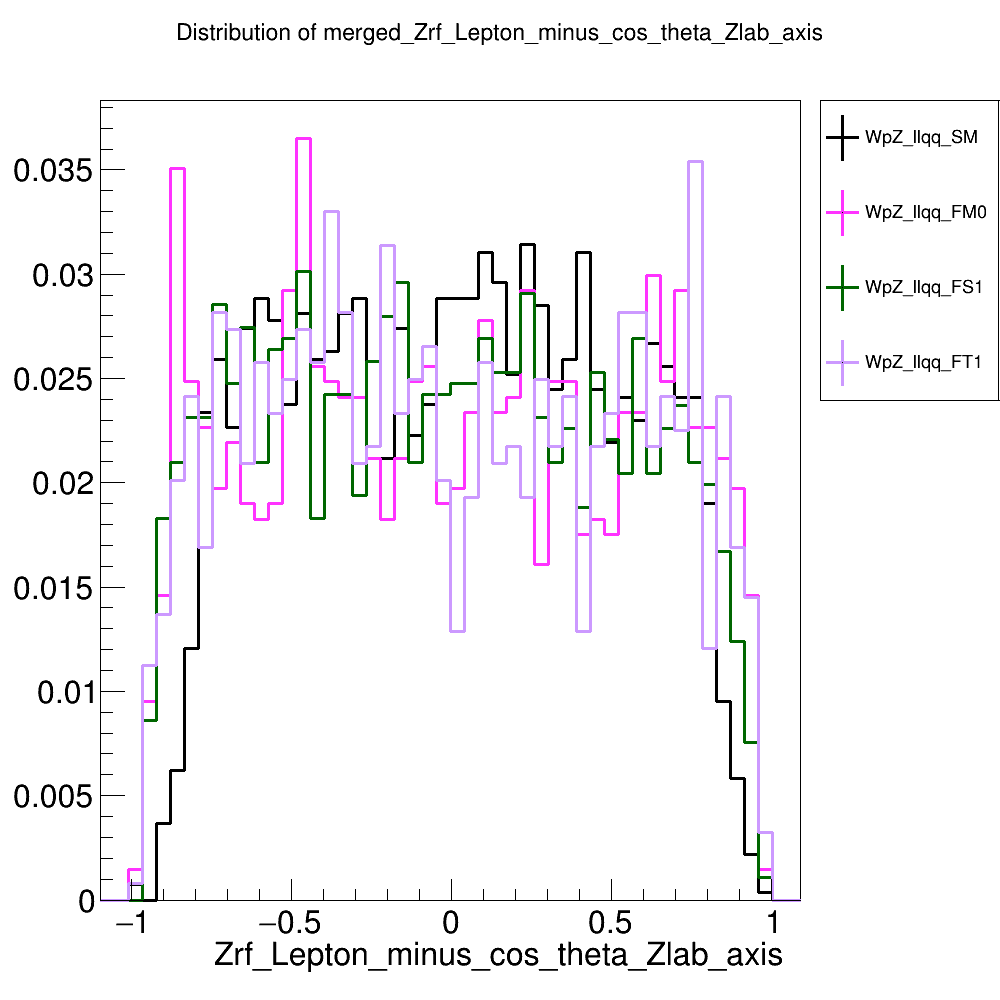 Distribution of merged_Zrf_Lepton_minus_cos_theta_Zlab_axis
WpZ_llqq_SM
WpZ_llqq_FM0
WpZ_llqq_FS1
WpZ_llqq_FT1
0.035
0.03
0.025
0.02
0.015
0.01
0.005
0
−1 −0.5 0 0.5 1
Zrf_Lepton_minus_cos_theta_Zlab_axis